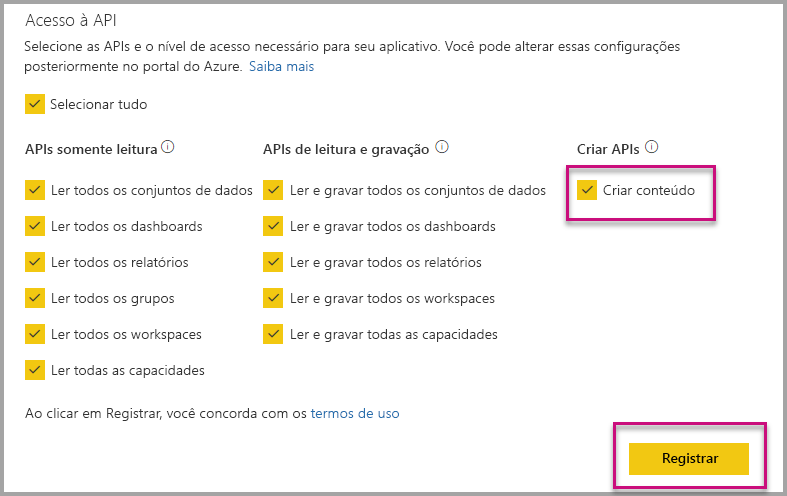 Acesso à API
Selecione as APIs e o nível de acesso necessário para seu aplicativo. Você pode alterar essas configurações
posteriormente no portal do Azure. Saiba mais
Selecionar tudo
APIs somente leitura
Ler todos os conjuntos de dados
Ler todos os dashboards
Ler todos os relatórios
Ler todos os grupos
Ler todos os workspaces
Ler todas as capacidades
APIs de leitura e gravação
Ler e gravar todos os conjuntos de dados
Ler e gravar todos os dashboards
Ler e gravar todos os relatórios
Ler e gravar todos os workspaces
Ler e gravar todas as capacidades
Criar APIs
Criar conteúdo
Ao clicar em Registrar, você concorda com os termos de uso
Registrar